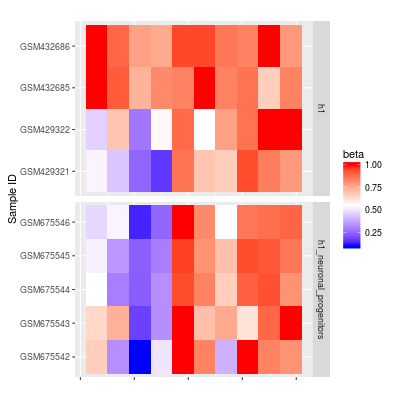 Sample ID
GSM432686
GSM432685
GSM429322
GSM429321
h1
GSM675546
GSM675545
GSM675544
GSM675543
GSM675542
h1_neuronal_progenitors
beta
1.00
0.75
0.50
0.25